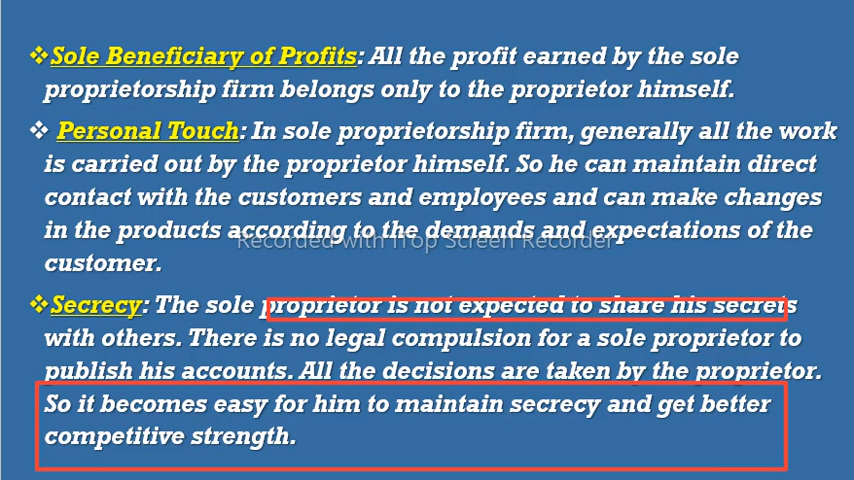 ❖Sole Beneficiary of Profits: All the profit earned by the sole
proprietorship firm belongs only to the proprietor himself.
❖ Personal Touch: In sole proprietorship firm, generally all the work
is carried out by the proprietor himself. So he can maintain direct
contact with the customers and employees and can make changes
in the products according to the demands and expectations of the
Recorded with iTop Screen Recorder
customer.
❖Secrecy: The sole proprietor is not expected to share his secrets
with others. There is no legal compulsion for a sole proprietor to
publish his accounts. All the decisions are taken by the proprietor.
So it becomes easy for him to maintain secrecy and get better
competitive strength.